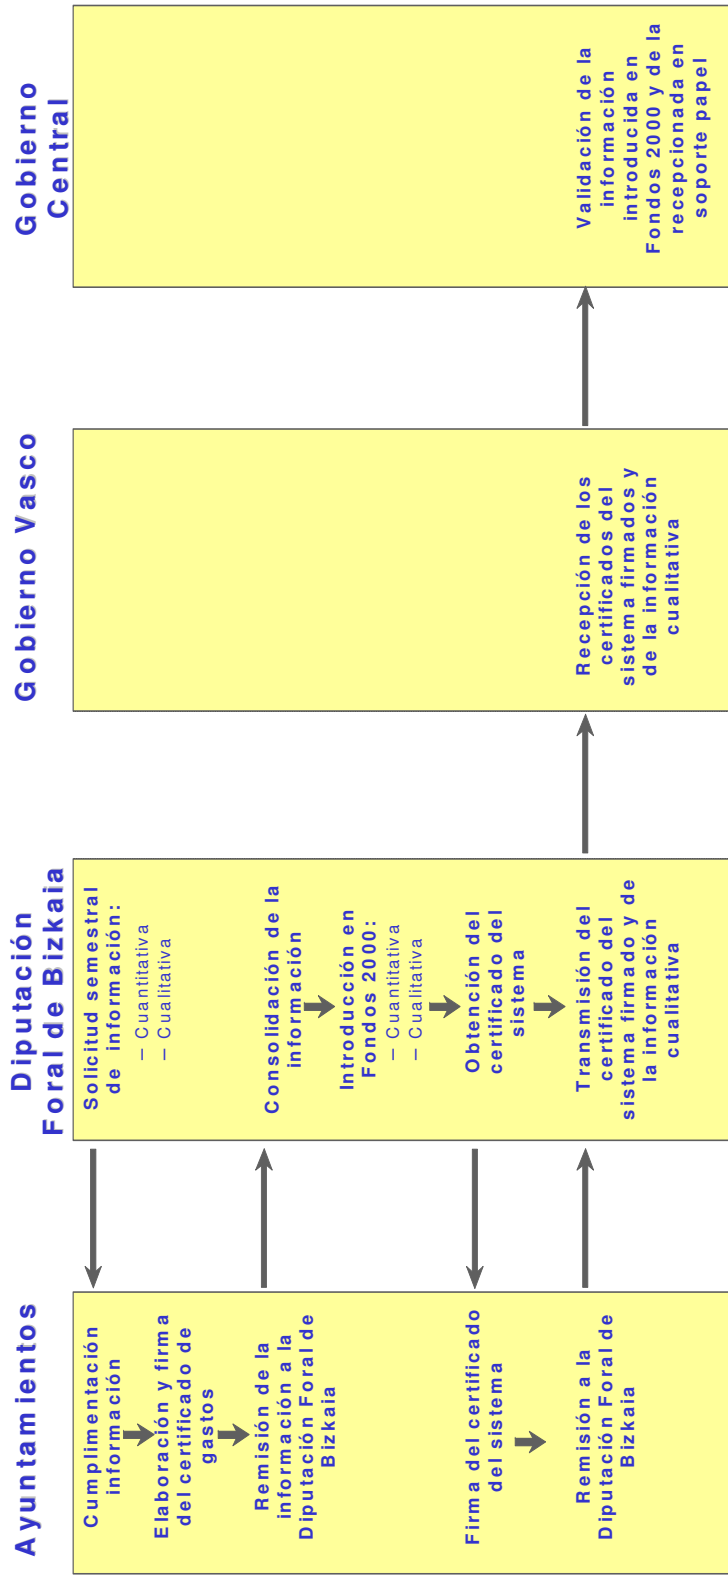 Ayuntamientos
Cumplimentación
información
Elaboración y firma
del certificado de
gastos
Remisión de la
información a la
Diputación Foral de
Bizkaia
Firma del certificado
del sistema
Remisión a la
Diputación Foral de
Bizkaia
Diputación
Foral de Bizkaia
Solicitud semestral
de información:
– Cuantitativa
– Cualitativa
Consolidación de la
información
Introducción en
Fondos 2000:
– Cuantitativa
– Cualitativa
Obtención del
certificado del
sistema
Transmisión del
certificado del
sistema firmado y de
la información
cualitativa
Gobierno Vasco
Recepción de los
certificados del
sistema firmados y
de la información
cualitativa
Gobierno
Central
Validación de la
información
introducida en
Fondos 2000 y de la
recepcionada en
soporte papel